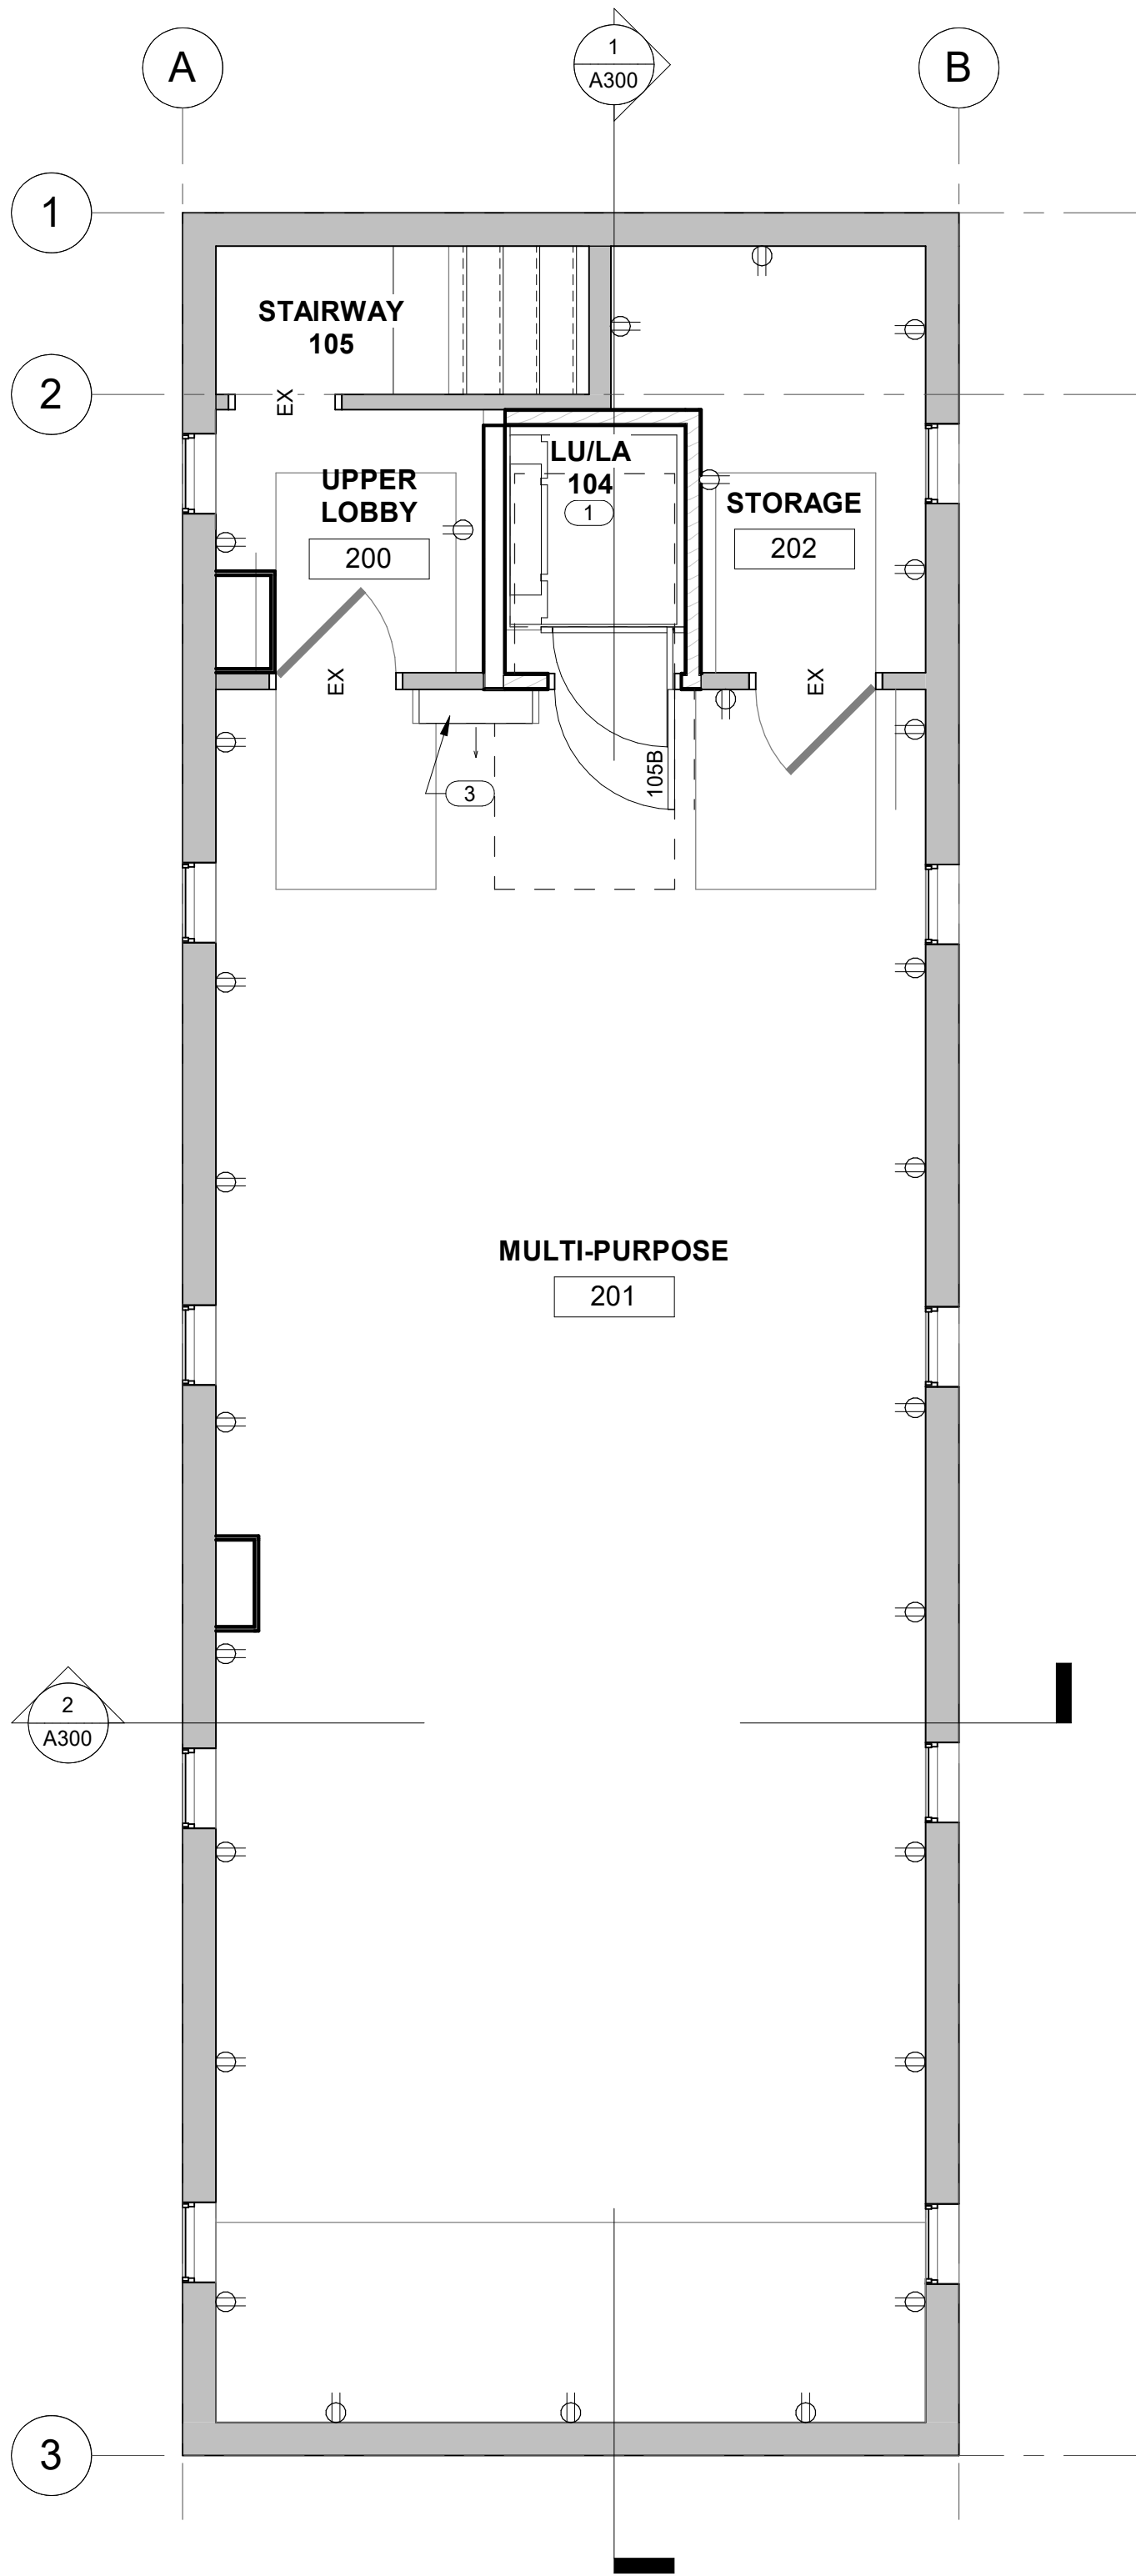 1
A300
A
B
1
STAIRWAY
105
2
EX
LU/LA
104
1
UPPER
LOBBY
200
STORAGE
202
EX
EX
105B
3
MULTI-PURPOSE
201
2
A300
3